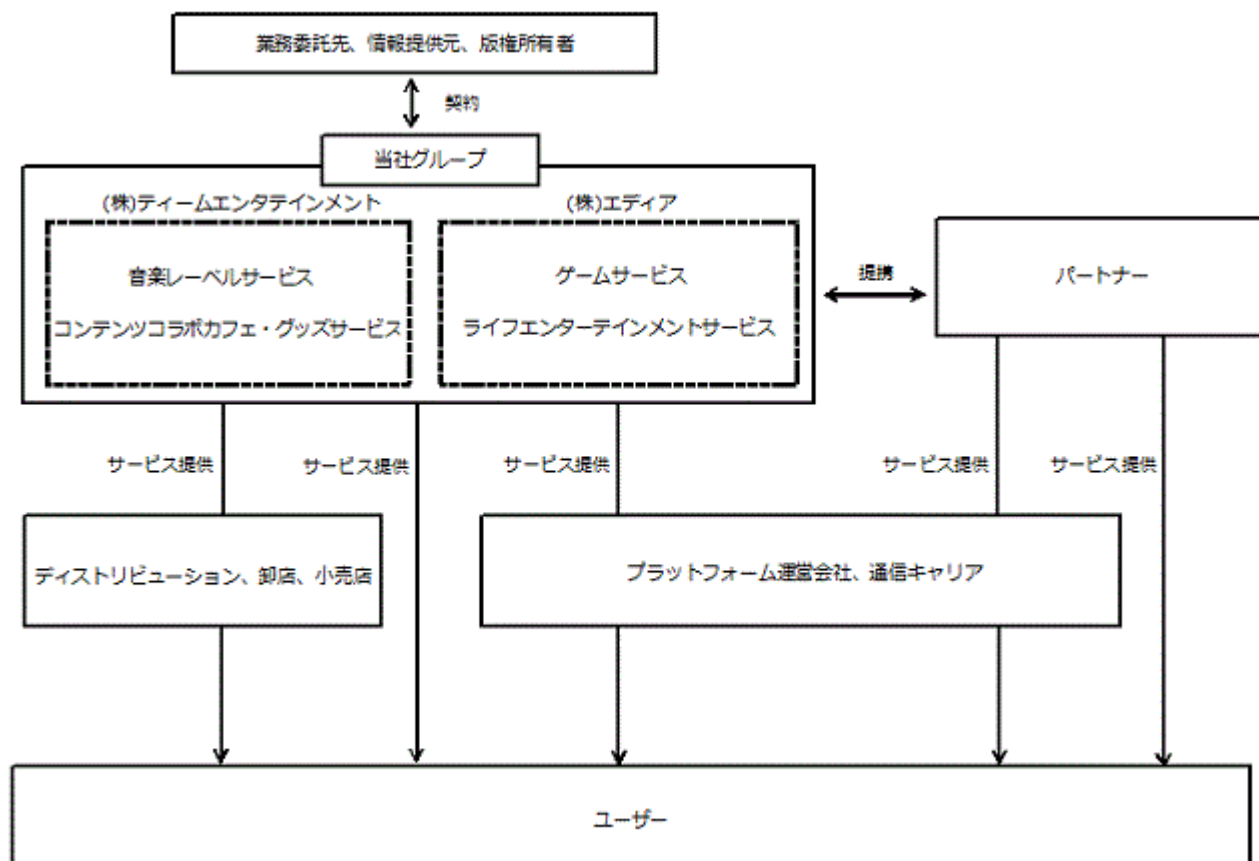 業務委託先、情報提供元、版権所有者
契約
当社グループ
(株)ティームエンタテインメント
(株)エディア
音楽レーベルサービス
コンテンツコラボカフェ・グッズサービス
ゲームサービス
ライフエンターテインメントサービス
提携
パートナー
サービス提供
サービス提供
サービス提供
サービス提供
サービス提供
ディストリビューション、卸店、小売店
プラットフォーム運営会社、通信キャリア
ユーザー